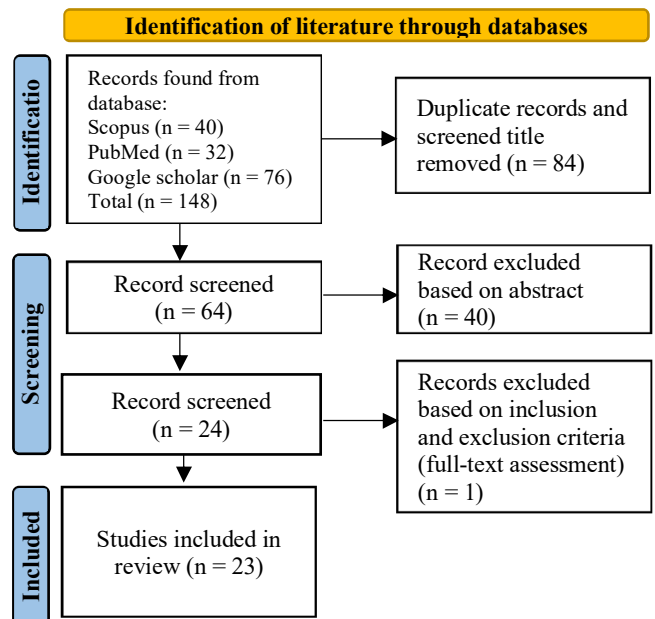 Identification of literature through databases
Identificatio
Records found from
database:
Scopus (n = 40)
PubMed (n = 32)
Google scholar (n = 76)
Total (n = 148)
Duplicate records and
screened title
removed (n = 84)
Screening
Record screened
(n = 64)
Record excluded
based on abstract
(n = 40)
Record screened
(n = 24)
Records excluded
based on inclusion
and exclusion criteria
(full-text assessment)
(n = 1)
Included
Studies included in
review (n = 23)